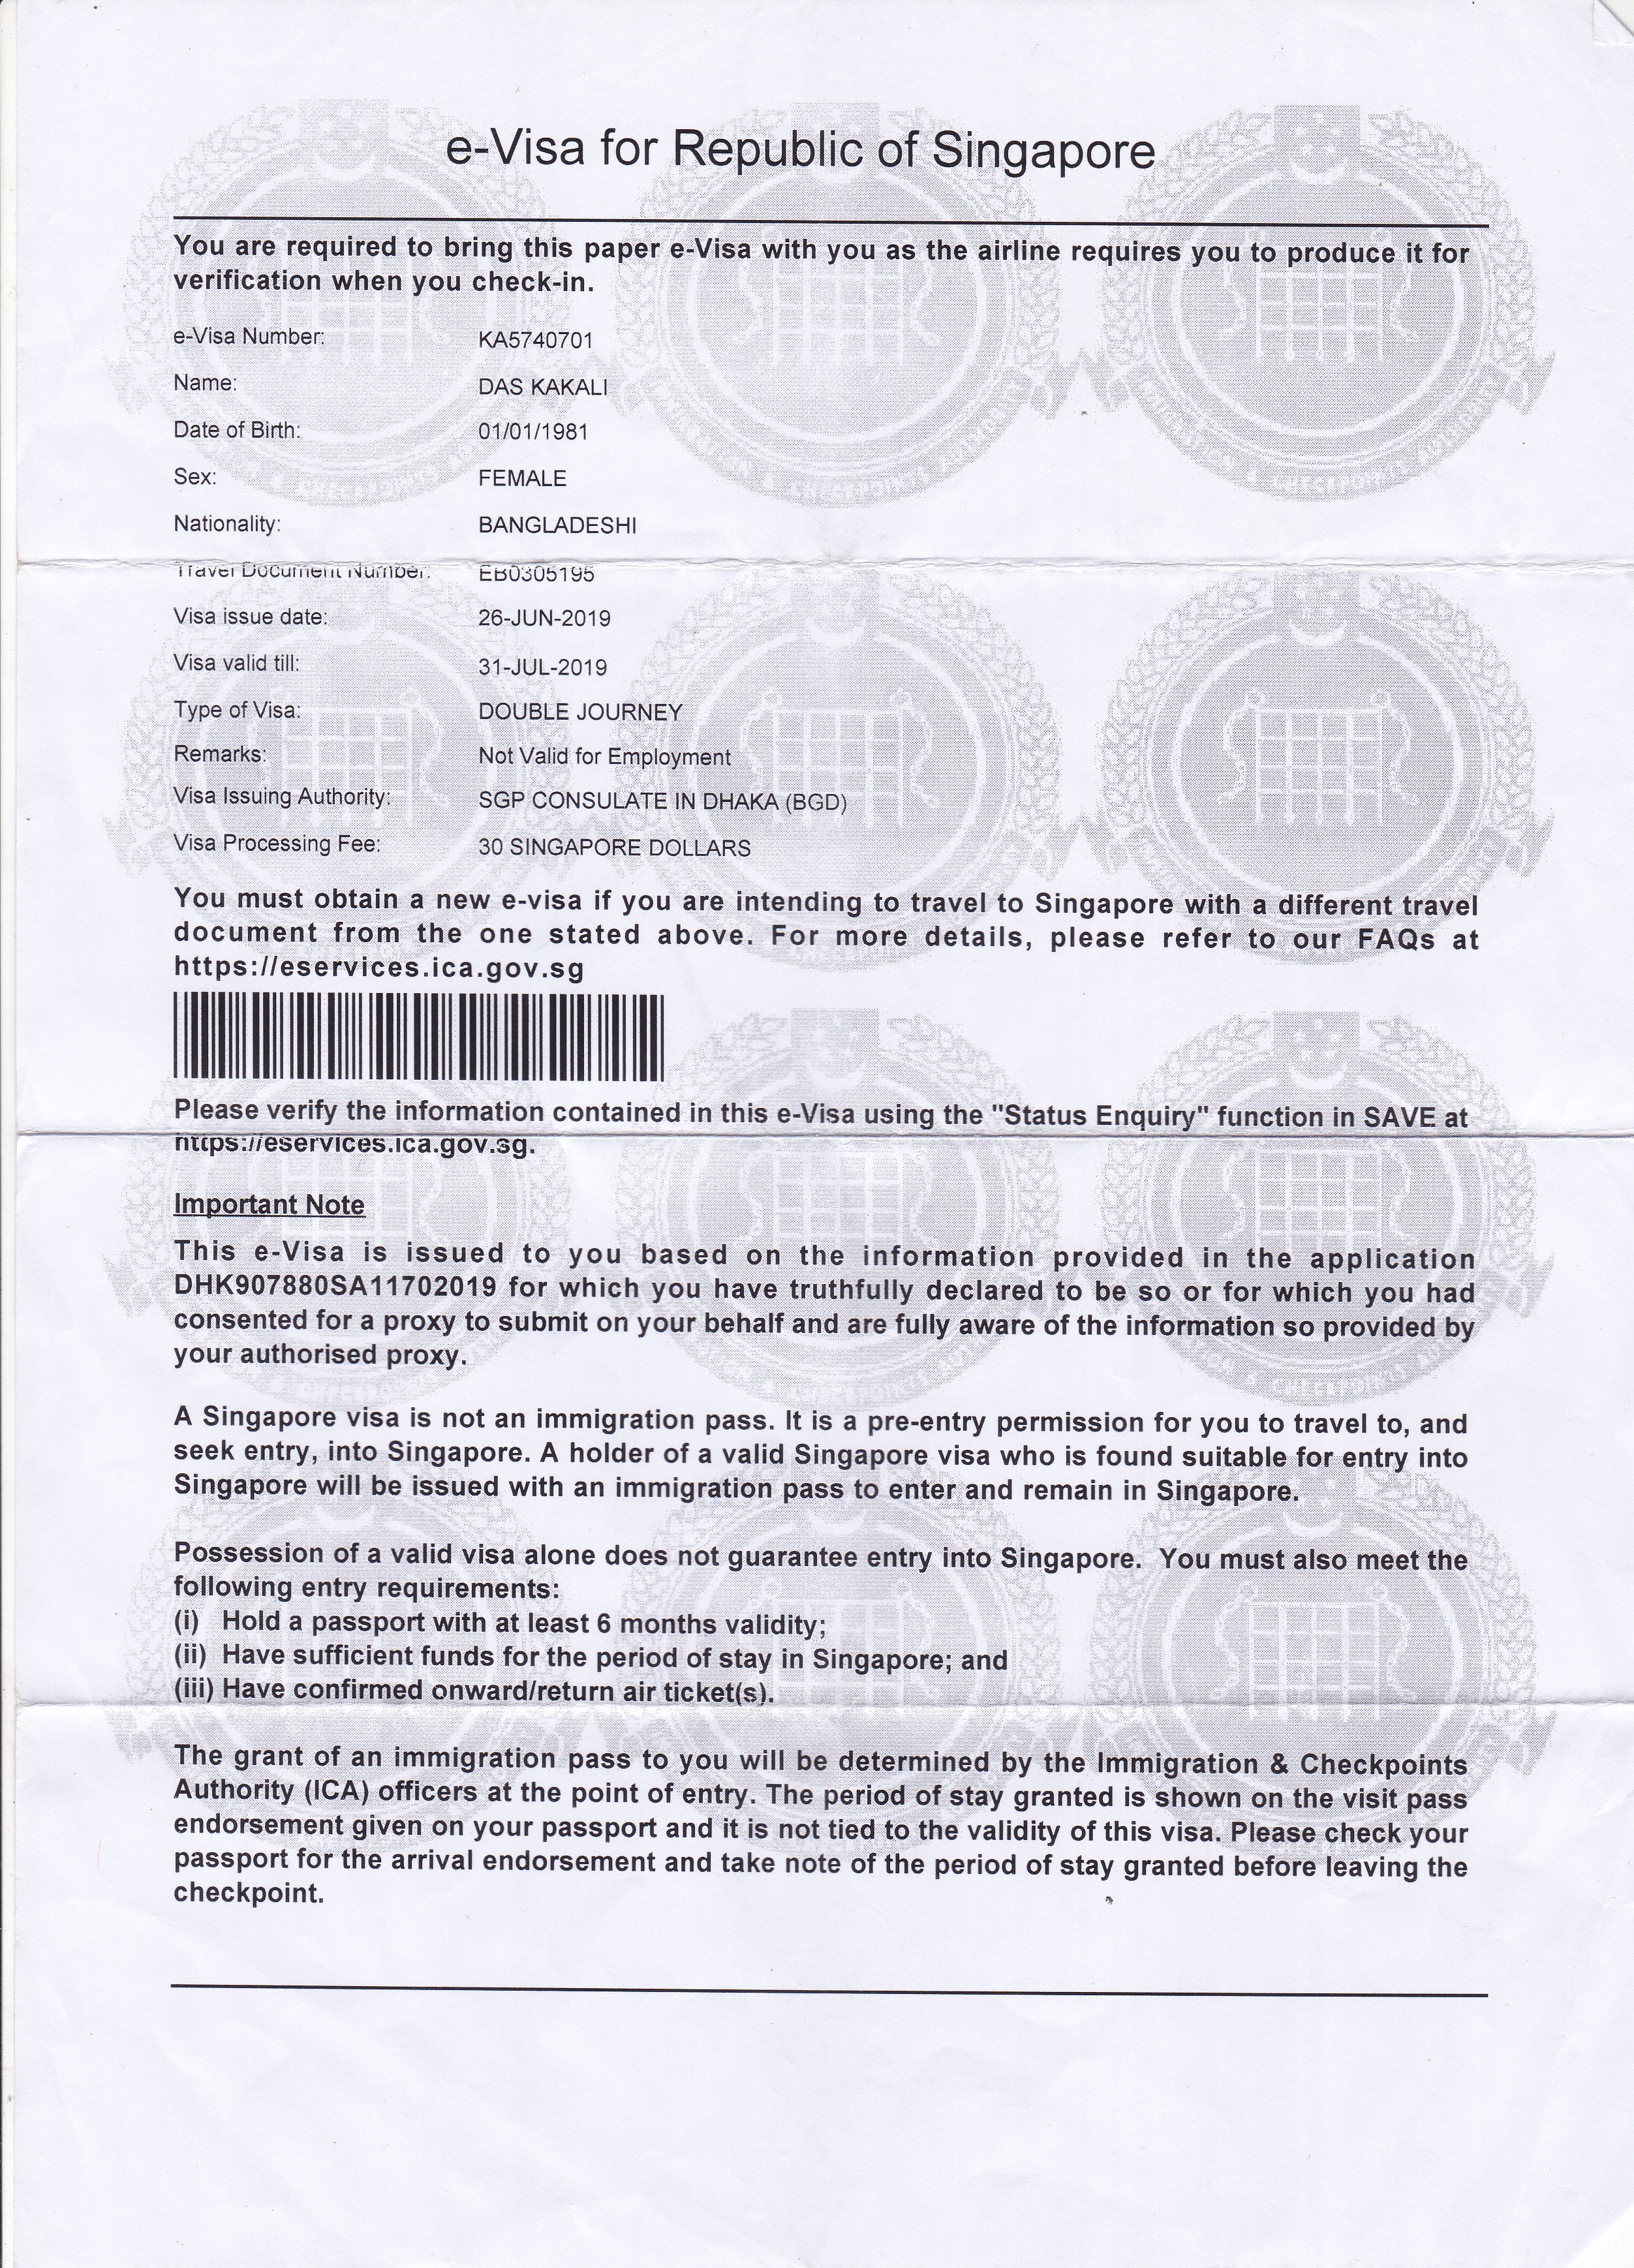 e-Visa for Republic of Singapore
You are required to bring this paper e-Visa with you as the airline requires you to produce it for
verification when you check-in.
e-Visa Number: KA5740701
Name: DAS KAKALI
Date of Birth: 01/01/1981
Sex: FEMALE
Nationality: BANGLADESHI
Travel Document Number: EB0305195
Visa issue date: 26-JUN-2019
Visa valid till: 31-JUL-2019
Type of Visa: DOUBLE JOURNEY
Remarks: Not Valid for Employment
Visa Issuing Authority: SGP CONSULATE IN DHAKA (BGD)
Visa Processing Fee: 30 SINGAPORE DOLLARS
You must obtain a new e-visa if you are intending to travel to Singapore with a different travel
document from the one stated above. For more details, please refer to our FAQs at
https://eservices.ica.gov.sg
Please verify the information contained in this e-Visa using the "Status Enquiry" function in SAVE at
https://eservices.ica.gov.sg.
Important Note
This e-Visa is issued to you based on the information provided in the application
DHK907880SA11702019 for which you have truthfully declared to be so or for which you had
consented for a proxy to submit on your behalf and are fully aware of the information so provided by
your authorised proxy.
A Singapore visa is not an immigration pass. It is a pre-entry permission for you to travel to, and
seek entry, into Singapore. A holder of a valid Singapore visa who is found suitable for entry into
Singapore will be issued with an immigration pass to enter and remain in Singapore.
Possession of a valid visa alone does not guarantee entry into Singapore. You must also meet the
following entry requirements:
(i) Hold a passport with at least 6 months validity;
(ii) Have sufficient funds for the period of stay in Singapore; and
(iii) Have confirmed onward/return air ticket(s).
The grant of an immigration pass to you will be determined by the Immigration & Checkpoints
Authority (ICA) officers at the point of entry. The period of stay granted is shown on the visit pass
endorsement given on your passport and it is not tied to the validity of this visa. Please check your
passport for the arrival endorsement and take note of the period of stay granted before leaving the
checkpoint.